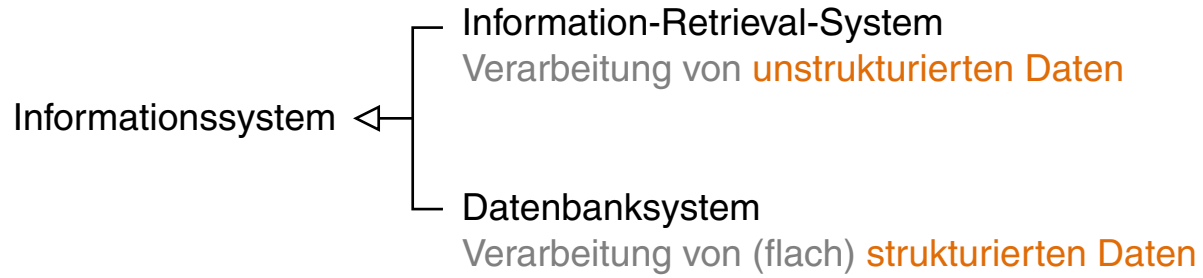 Information-Retrieval-System
Verarbeitung von unstrukturierten Daten
Informationssystem
Datenbanksystem
Verarbeitung von (flach) strukturierten Daten